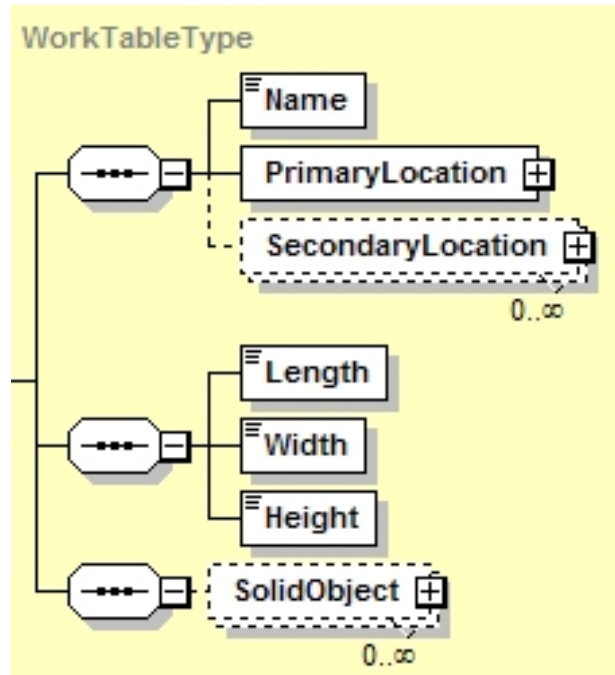 WorkTableType
Name
PrimaryLocation
SecondaryLocation
0..∞
Length
Width
Height
SolidObject
0..∞